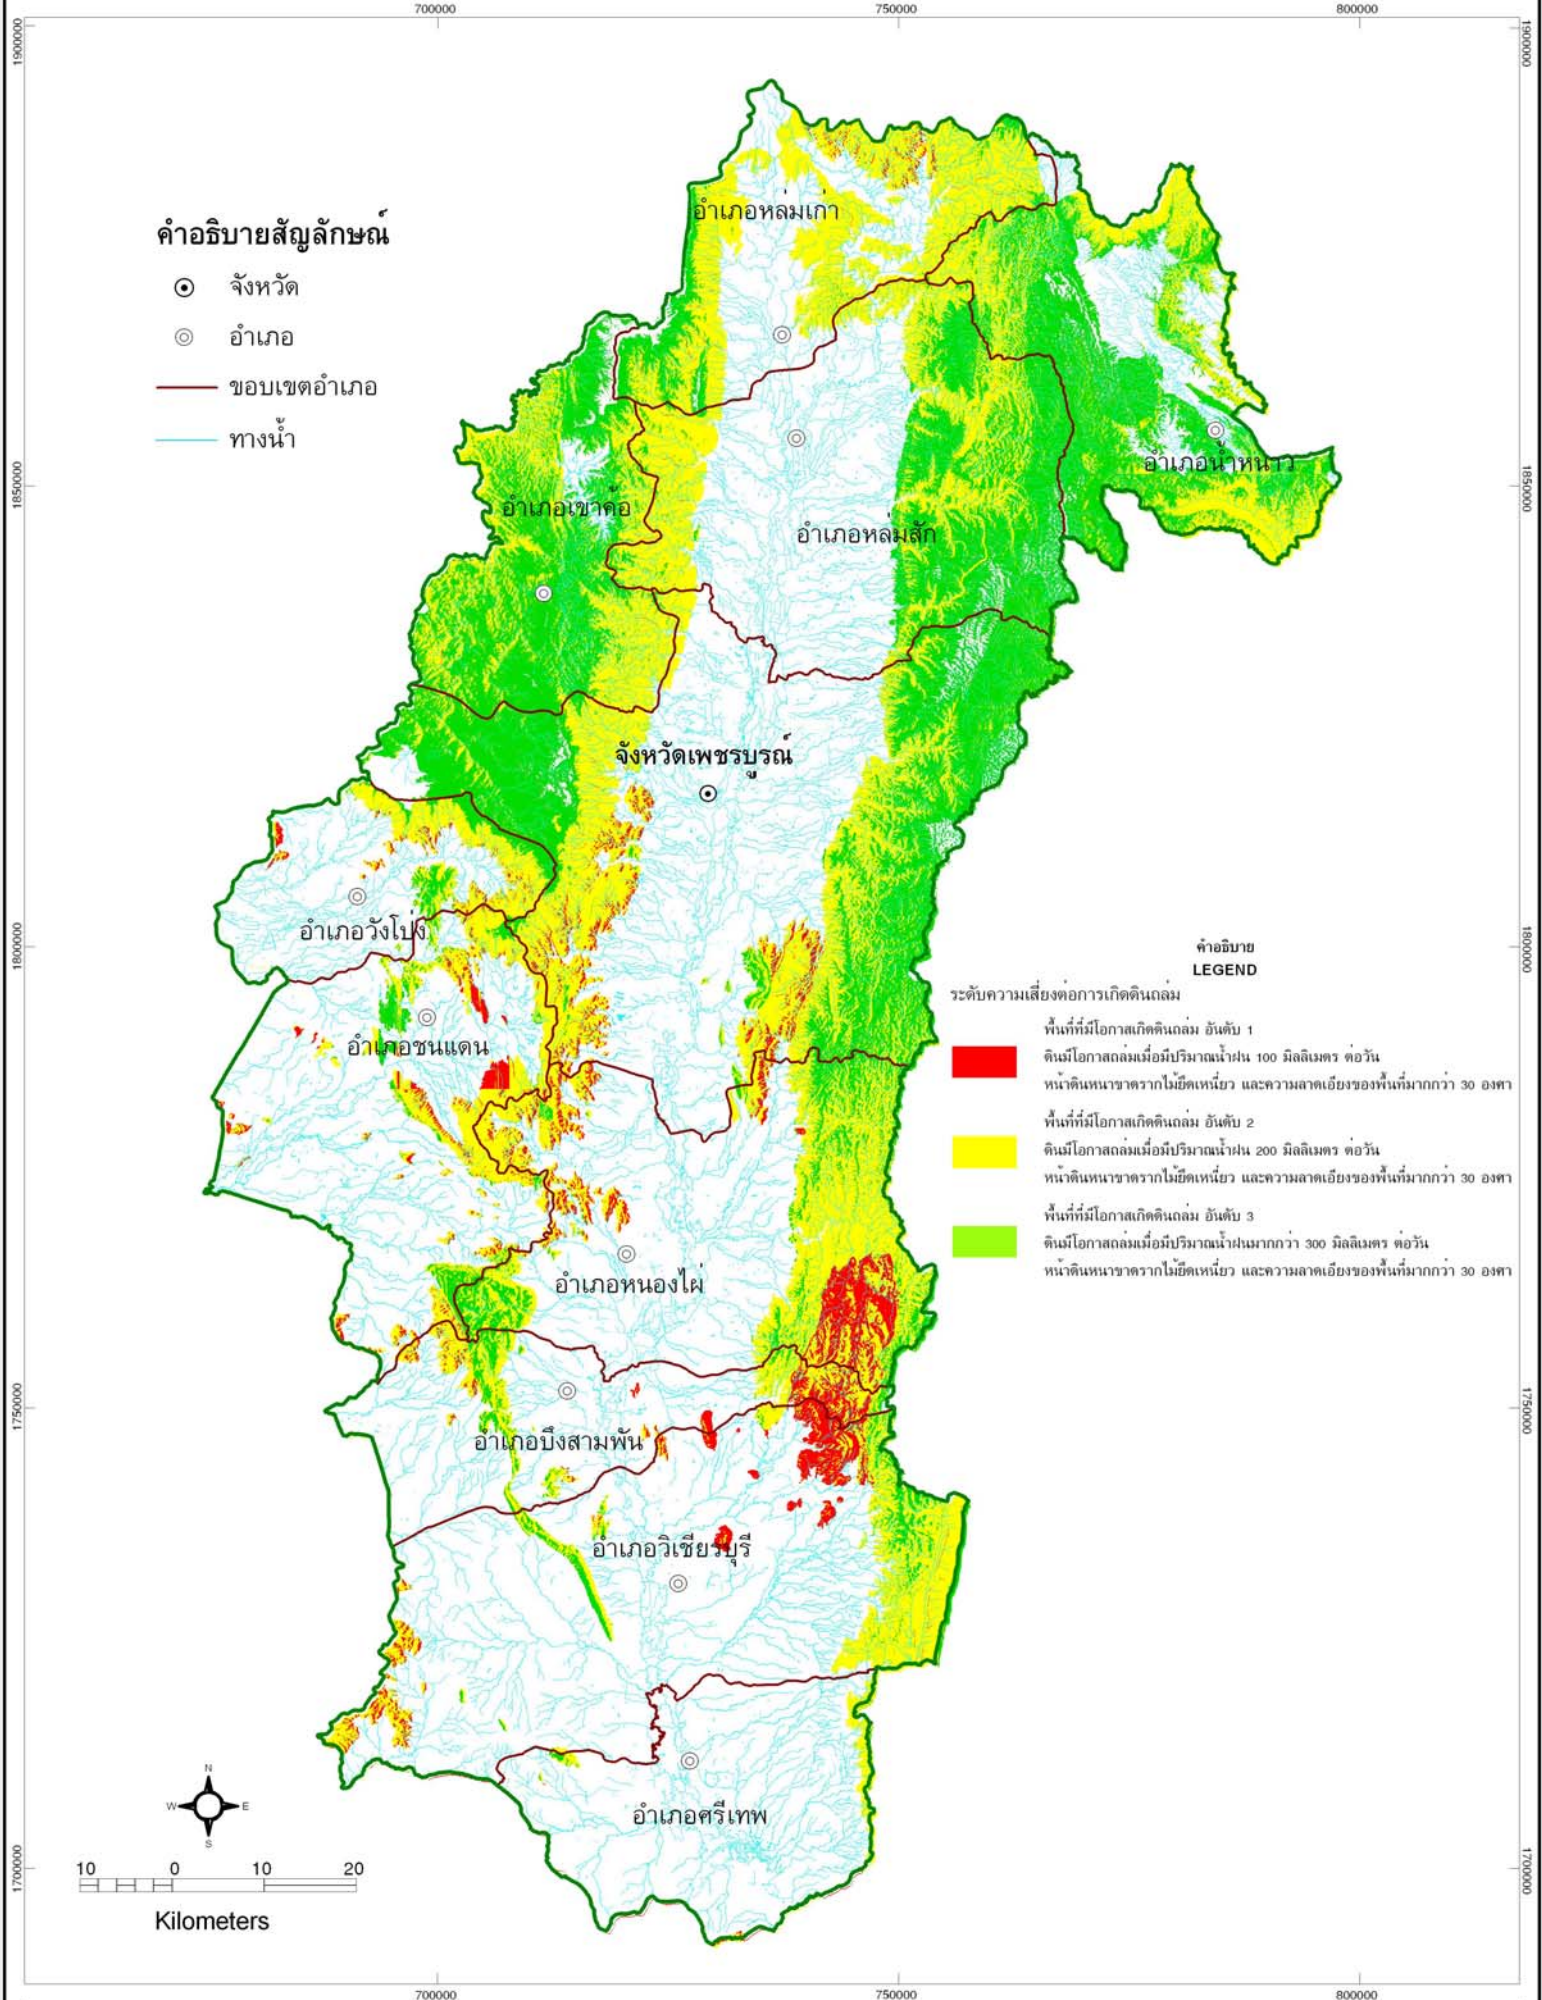 700000
750000
800000
1900000
1900000
อำเภอหล่มเก่า
คำอธิบายสัญลักษณ์
จังหวัด
อำเภอ
ขอบเขตอำเภอ
ทางน้ำ
1850000
1850000
อำเภอน้ำหนาว
อำเภอเขาค้อ
อำเภอหล่มสัก
จังหวัดเพชรบูรณ์
อำเภอวังโป่ง
1800000
1800000
คำอธิบาย
LEGEND
ระดับความเสี่ยงต่อการเกิดดินถล่ม
พื้นที่ที่มีโอกาสเกิดดินถล่ม อันดับ 1
ดินมีโอกาสถล่มเมื่อมีปริมาณน้ำฝน 100 มิลลิเมตร ต่อวัน
หน้าดินหนาขาดรากไม้ยึดเหนี่ยว และความลาดเอียงของพื้นที่มากกว่า 30 องศา
พื้นที่ที่มีโอกาสเกิดดินถล่ม อันดับ 2
ดินมีโอกาสถล่มเมื่อมีปริมาณน้ำฝน 200 มิลลิเมตร ต่อวัน
หน้าดินหนาขาดรากไม้ยึดเหนี่ยว และความลาดเอียงของพื้นที่มากกว่า 30 องศา
พื้นที่ที่มีโอกาสเกิดดินถล่ม อันดับ 3
ดินมีโอกาสถล่มเมื่อมีปริมาณน้ำฝนมากกว่า 300 มิลลิเมตร ต่อวัน
หน้าดินหนาขาดรากไม้ยึดเหนี่ยว และความลาดเอียงของพื้นที่มากกว่า 30 องศา
อำเภอชนแดน
อำเภอหนองไผ่
1750000
1750000
อำเภอบึงสามพัน
อำเภอวิเชียรบุรี
อำเภอศรีเทพ
N
W
E
S
10 0 10 20
Kilometers
1700000
1700000
700000
750000
800000